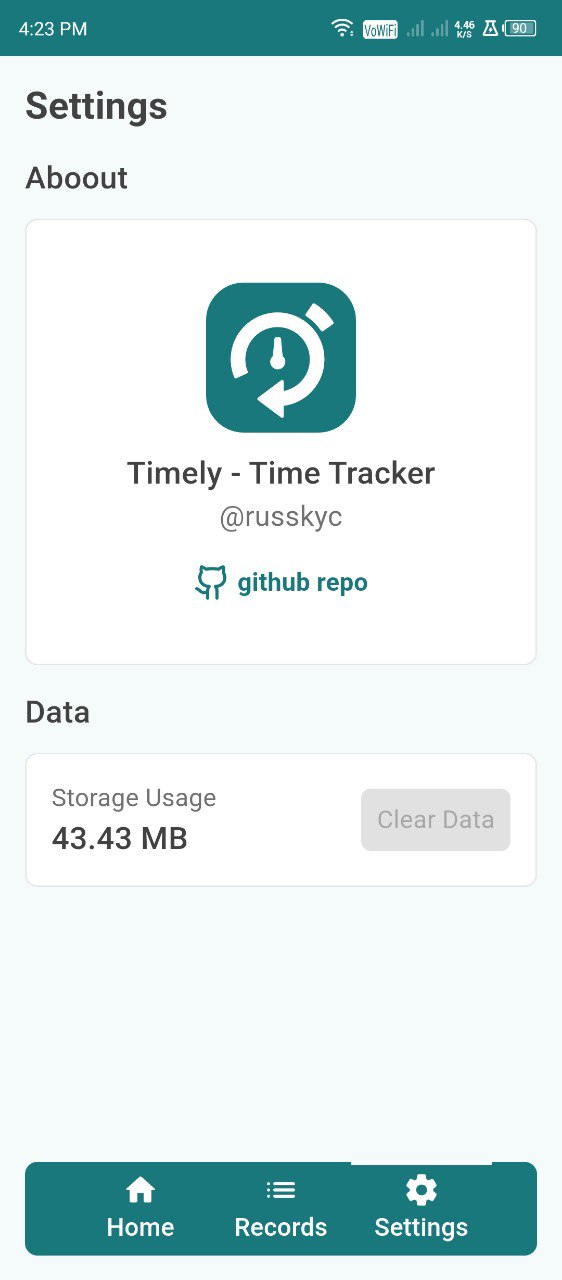 4:23 PM
VoWiFi
4.46
K/S
90
Settings
Aboout
Timely - Time Tracker
@russkyc
github repo
Data
Storage Usage
43.43 MB
Clear Data
Home
Records
Settings